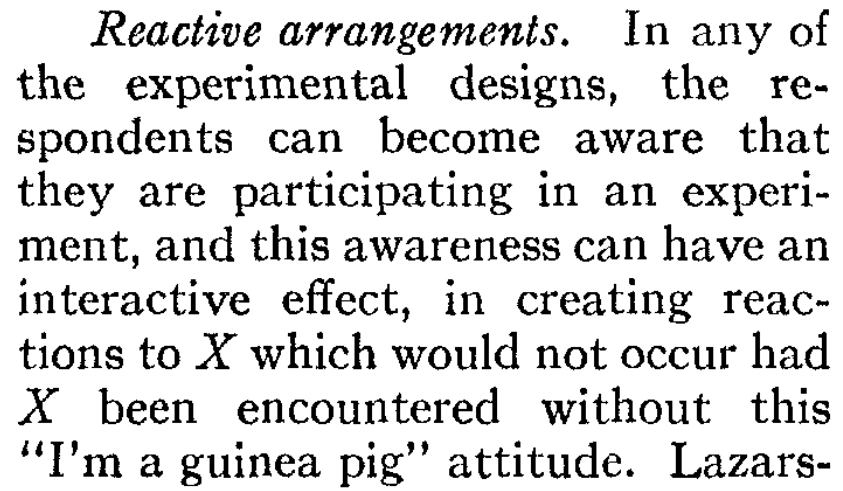 Reactive arrangements. In any of
the experimental designs, the re-
spondents can become aware that
they are participating in an experi-
ment, and this awareness can have an
interactive effect, in creating reac-
tions to X which would not occur had
X been encountered without this
"I'm a guinea pig" attitude. Lazars-